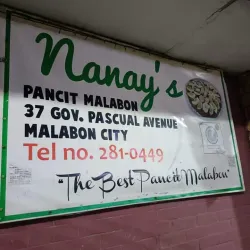 Nanay's
PANCIT MALABON
37 GOV. PASCUAL AVENUE
MALABON CITY
Tel no. 281-0449
The Best Pancit Malabon